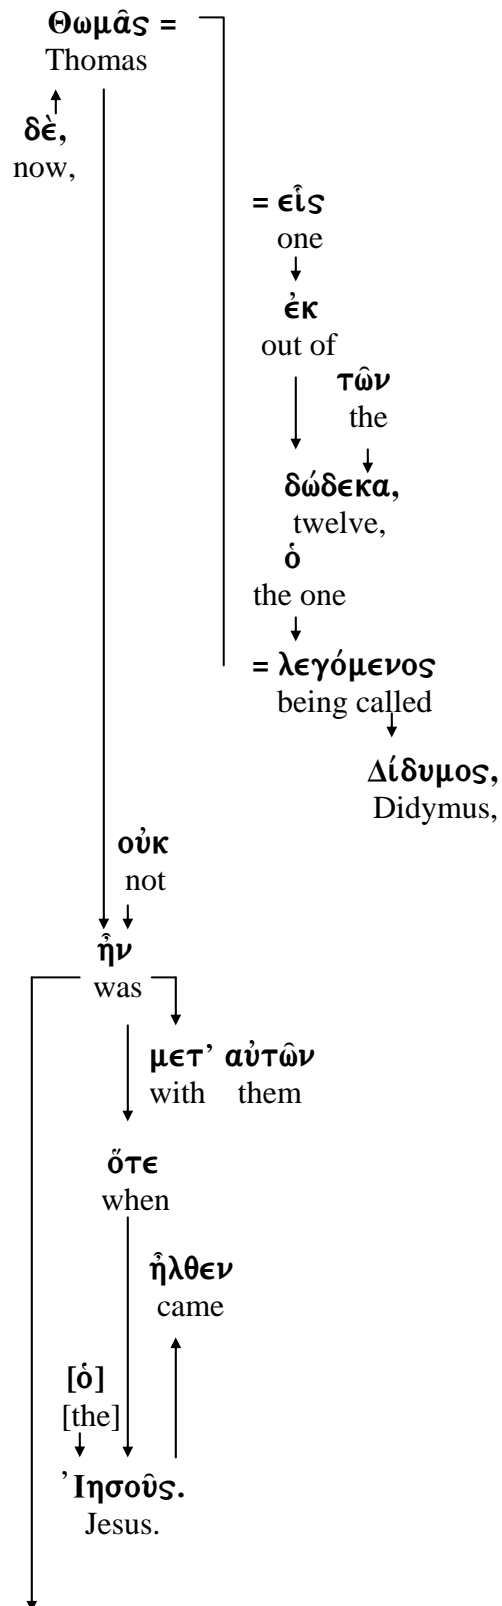 Θωμᾶς =
Thomas
δὲ,
now,
= εἷς
one
ἐκ
out of
τῶν
the
δώδεκα,
twelve,
ὁ
the one
= λεγόμενος
being called
Δίδυμος,
Didymus,
οὐκ
not
ἦν
was
μετ’ αὐτῶν
with them
ὅτε
when
ἦλθεν
came
[ὁ]
[the]
Ἰησοῦς.
Jesus.